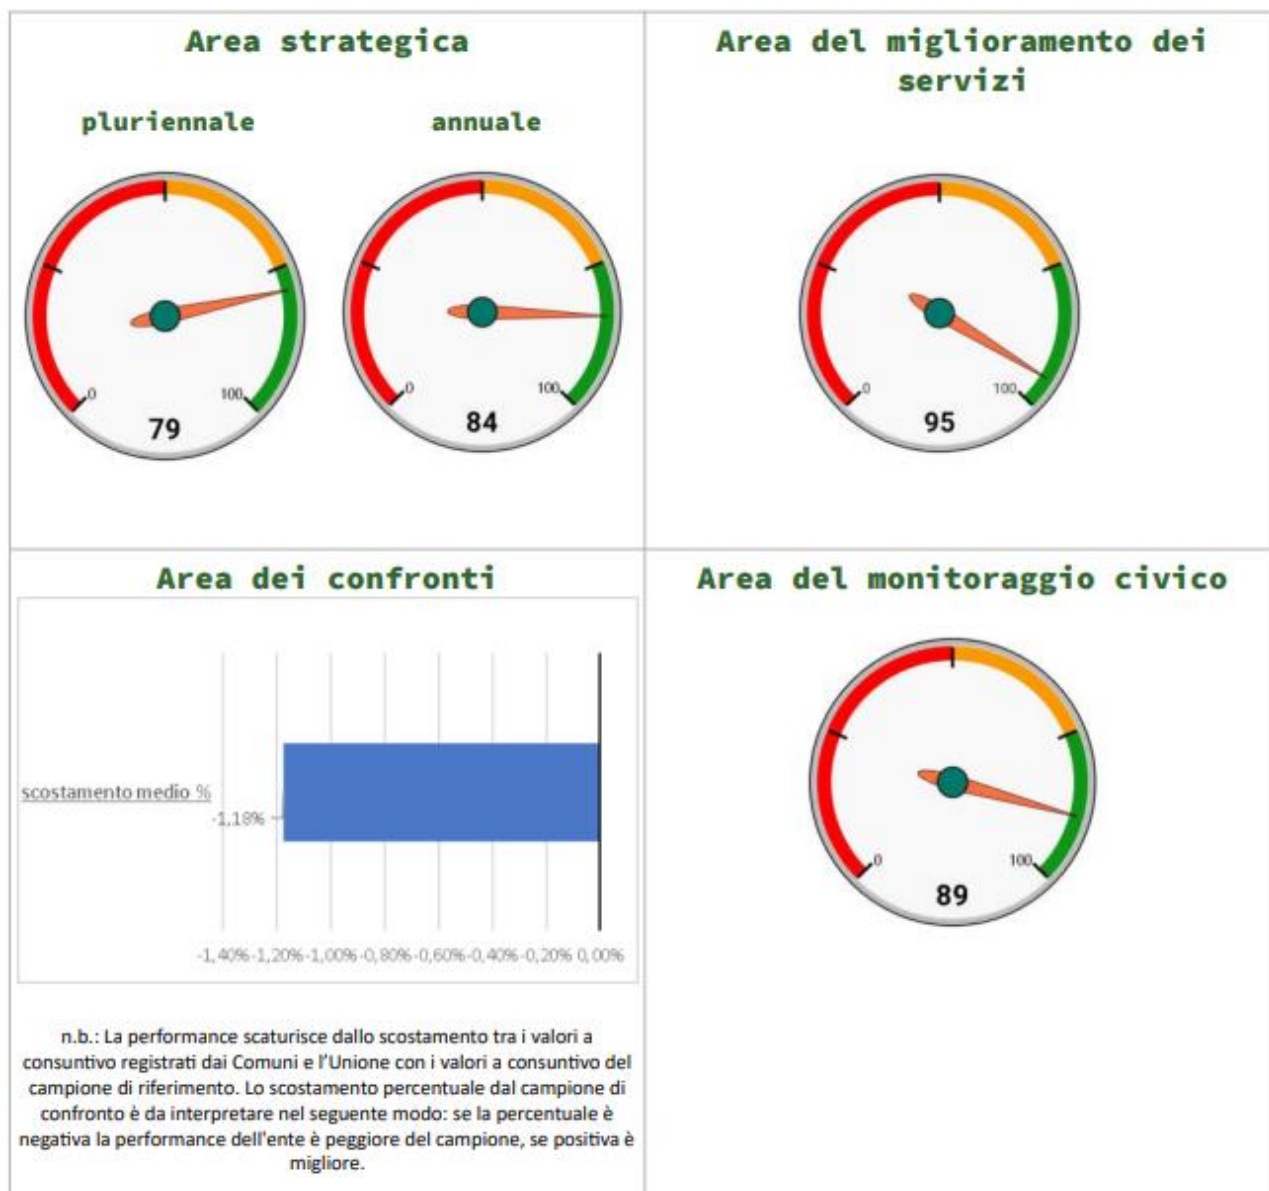 Area strategica
pluriennale
annuale
0
100
79
0
100
84
Area del miglioramento dei
servizi
0
100
95
Area dei confronti
scostamento medio %
-1,18%
-1,40%-1,20%-1,00%-0,80%-0,60%-0,40%-0,20% 0,00%
n.b.: La performance scaturisce dallo scostamento tra i valori a
consuntivo registrati dai Comuni e l'Unione con i valori a consuntivo del
campione di riferimento. Lo scostamento percentuale dal campione di
confronto è da interpretare nel seguente modo: se la percentuale è
negativa la performance dell'ente è peggiore del campione, se positiva è
migliore.
Area del monitoraggio civico
0
100
89